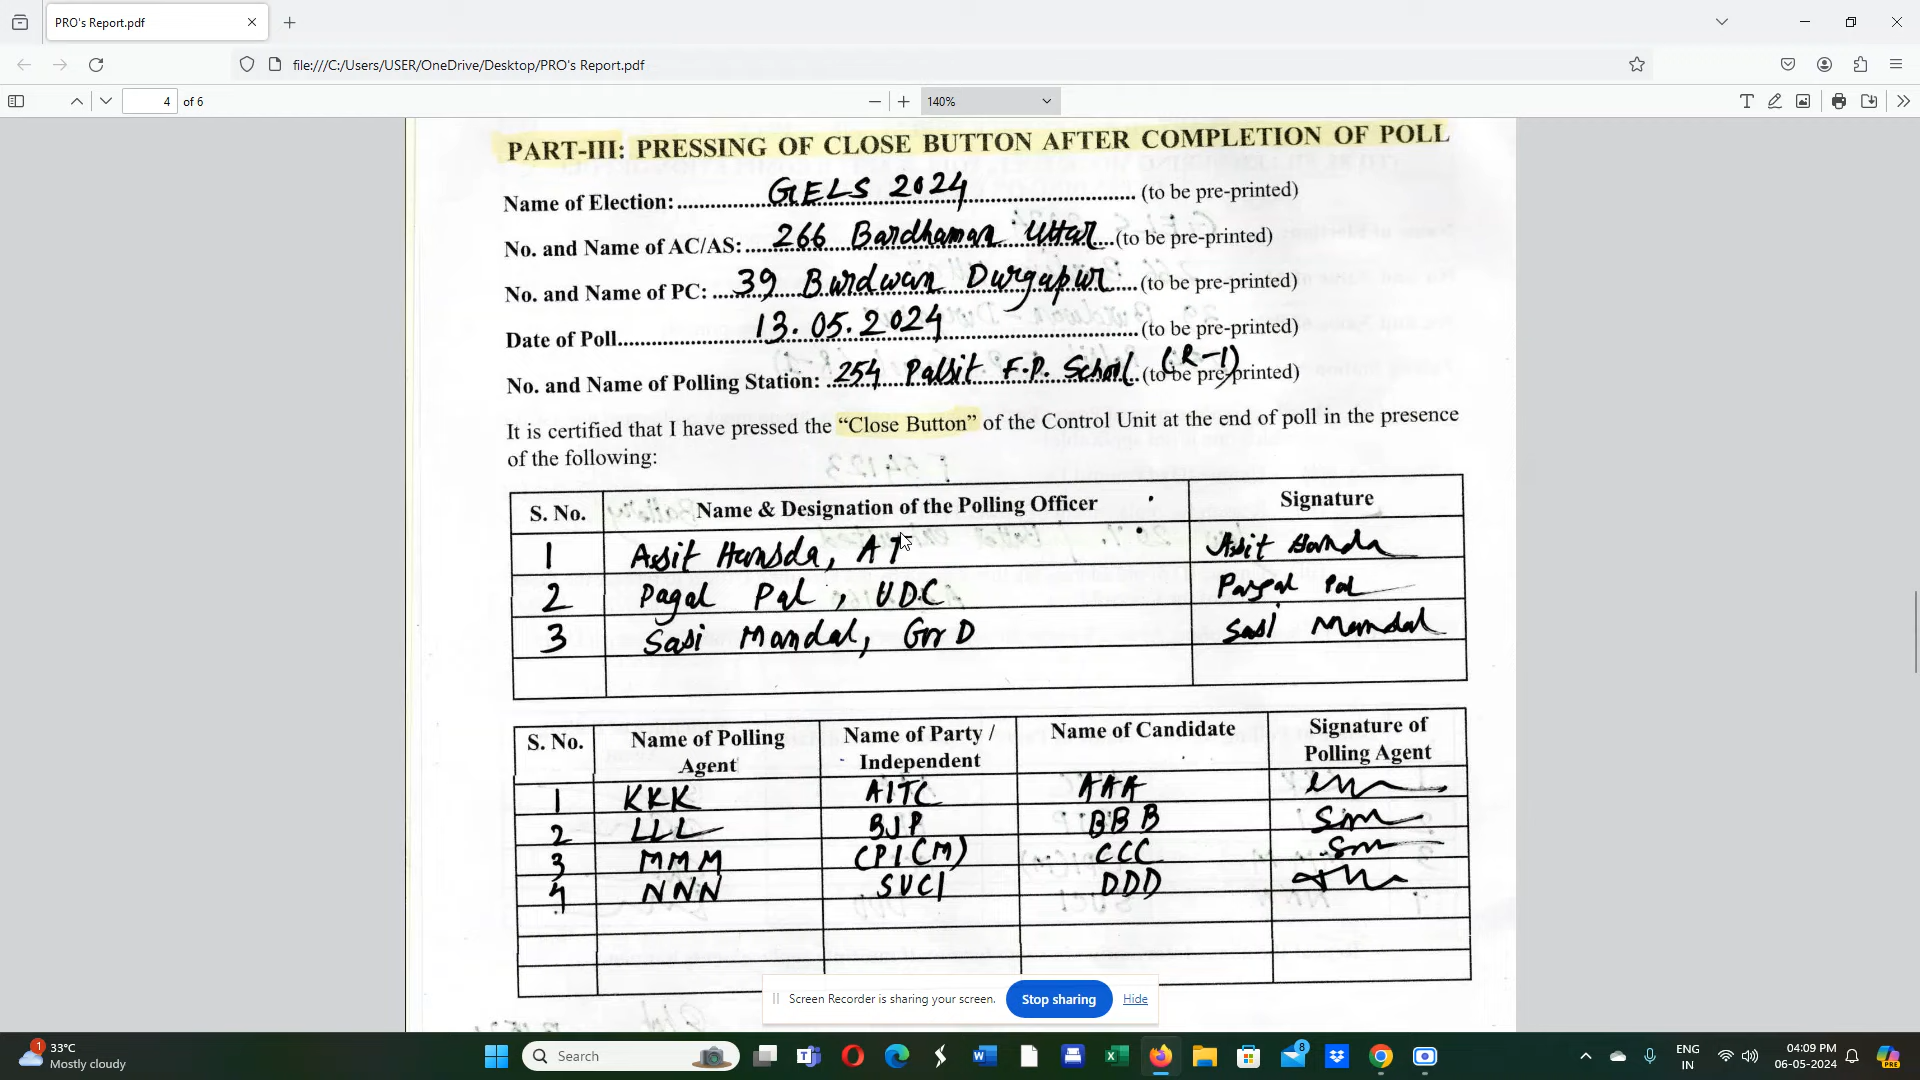 PRO's Report.pdf
file:///C:/Users/USER/OneDrive/Desktop/PRO's Report.pdf
4 of 6
140%
PART-III: PRESSING OF CLOSE BUTTON AFTER COMPLETION OF POLL
Name of Election: GELS 2024 (to be pre-printed)
No. and Name of AC/AS: 266 Bardhaman Uttar (to be pre-printed)
No. and Name of PC: 39 Burdwan Durgapur (to be pre-printed)
Date of Poll 13.05.2024 (to be pre-printed)
No. and Name of Polling Station: 254 Palsit F.P. School (R-1) (to be pre-printed)
It is certified that I have pressed the “Close Button” of the Control Unit at the end of poll in the presence
of the following:
S. No. Name & Designation of the Polling Officer Signature
1 Asit Hansda, AT Asit Hansda
2 Pagal Pal, UDC Pagal Pal
3 Sasi Mandal, Gr D Sasi Mandal
S. No. Name of Polling Agent Name of Party / Independent Name of Candidate Signature of Polling Agent
1 KKK AITC AAA
2 LLL BJP BBB
3 MMM CPI(M) CCC
4 NNN SUCI DDD
Screen Recorder is sharing your screen. Stop sharing Hide
1
33°C
Mostly cloudy
Search
8
ENG
IN
04:09 PM
06-05-2024
PRE